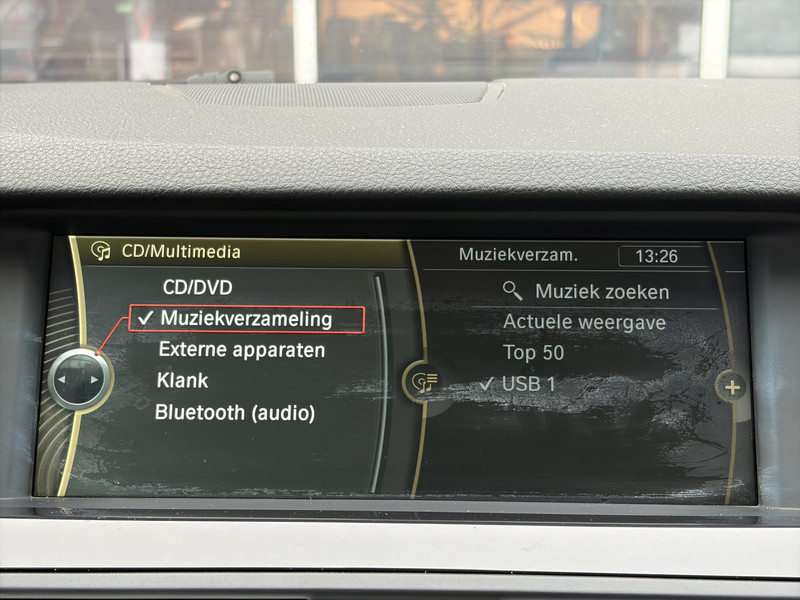 CD/Multimedia
CD/DVD
Muziekverzameling
Externe apparaten
Klank
Bluetooth (audio)
Muziekverzam. 13:26
Muziek zoeken
Actuele weergave
Top 50
USB 1